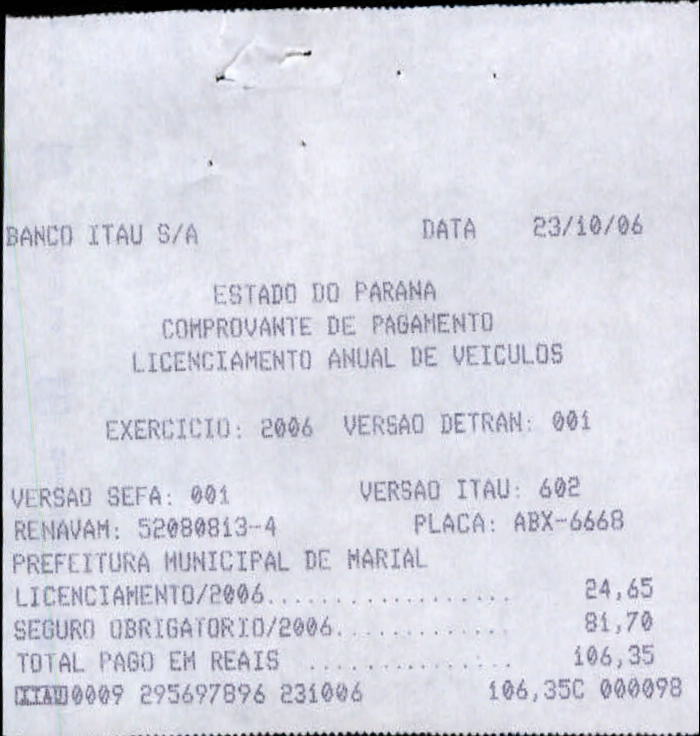 BANCO ITAU S/A DATA 23/10/06
ESTADO DO PARANA
COMPROVANTE DE PAGAMENTO
LICENCIAMENTO ANUAL DE VEICULOS
EXERCICIO: 2006 VERSAO DETRAN: 001
VERSAO SEFA: 001 VERSAO ITAU: 602
RENAVAM: 52080813-4 PLACA: ABX-6668
PREFEITURA MUNICIPAL DE MARIAL
LICENCIAMENTO/2006................... 24,65
SEGURO OBRIGATORIO/2006............. 81,70
TOTAL PAGO EM REAIS ............... 106,35
ITAU0009 295697896 231006 106,35C 000098